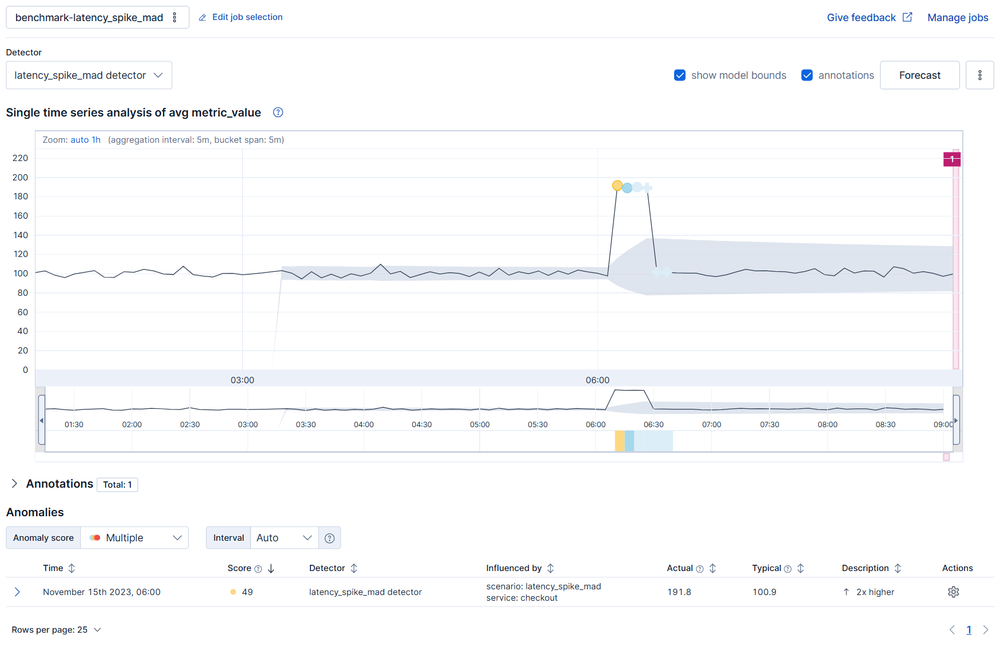 benchmark-latency_spike_mad Edit job selection Give feedback Manage jobs
Detector
latency_spike_mad detector show model bounds annotations Forecast
Single time series analysis of avg metric_value
Zoom: auto 1h (aggregation interval: 5m, bucket span: 5m)
220
1
200
180
160
140
120
100
80
60
40
20
0
03:00 06:00
01:30 02:00 02:30 03:00 03:30 04:00 04:30 05:00 05:30 06:00 06:30 07:00 07:30 08:00 08:30 09:00
Annotations Total: 1
Anomalies
Anomaly score Multiple Interval Auto
Time Score Detector Influenced by Actual Typical Description Actions
November 15th 2023, 06:00 49 latency_spike_mad detector scenario: latency_spike_mad 191.8 100.9 ↑ 2x higher
service: checkout
Rows per page: 25 1